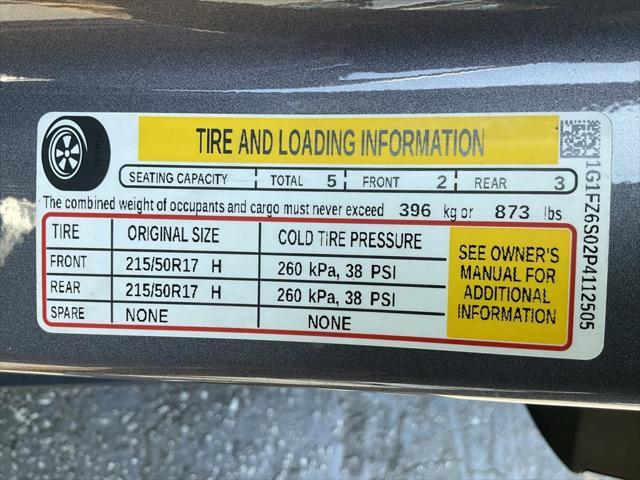 TIRE AND LOADING INFORMATION
SEATING CAPACITY TOTAL 5 FRONT 2 REAR 3
The combined weight of occupants and cargo must never exceed 396 kg or 873 lbs
TIRE ORIGINAL SIZE COLD TIRE PRESSURE
FRONT 215/50R17 H 260 kPa, 38 PSI
REAR 215/50R17 H 260 kPa, 38 PSI
SPARE NONE NONE
SEE OWNER'S
MANUAL FOR
ADDITIONAL
INFORMATION
1G1FZ6S02P4112505